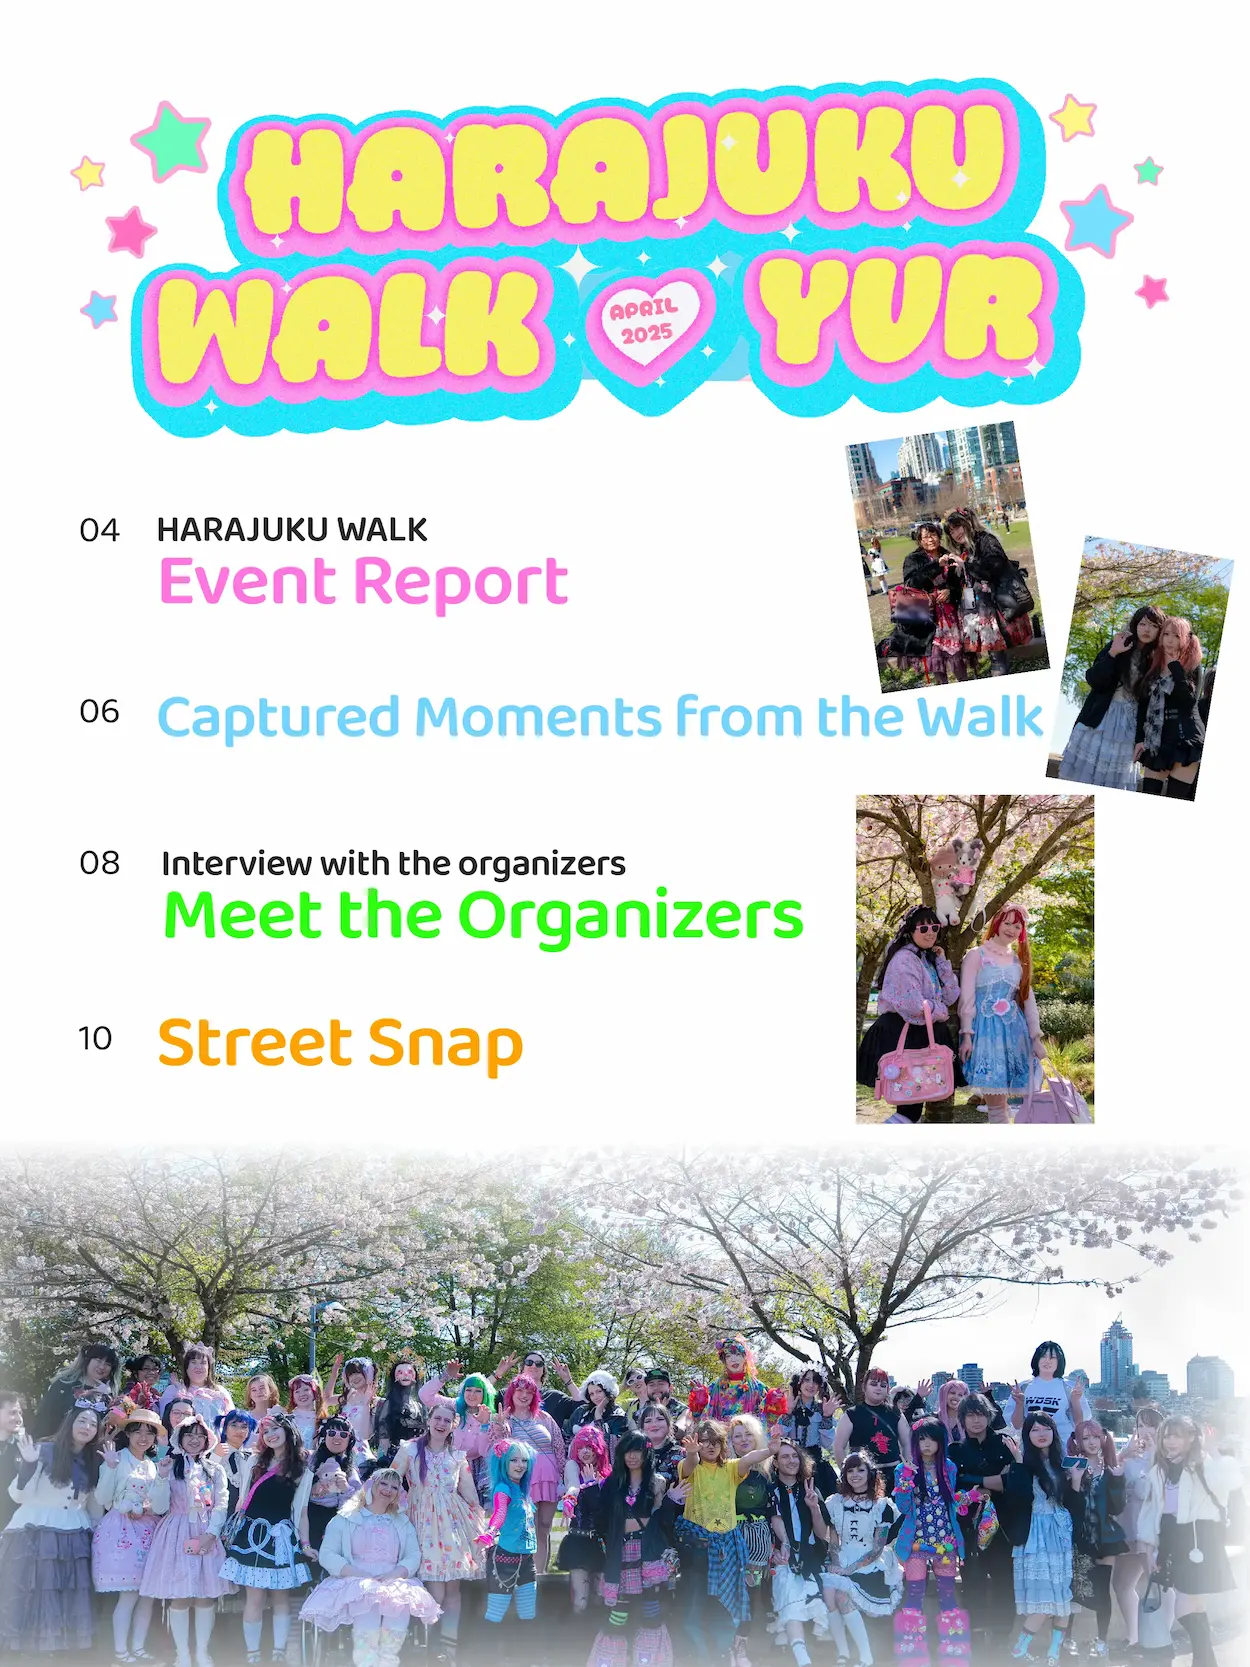 HARAJUKU
WALK
APRIL
2025
YVR
04
HARAJUKU WALK
Event Report
06
Captured Moments from the Walk
08
Interview with the organizers
Meet the Organizers
10
Street Snap
WDSK